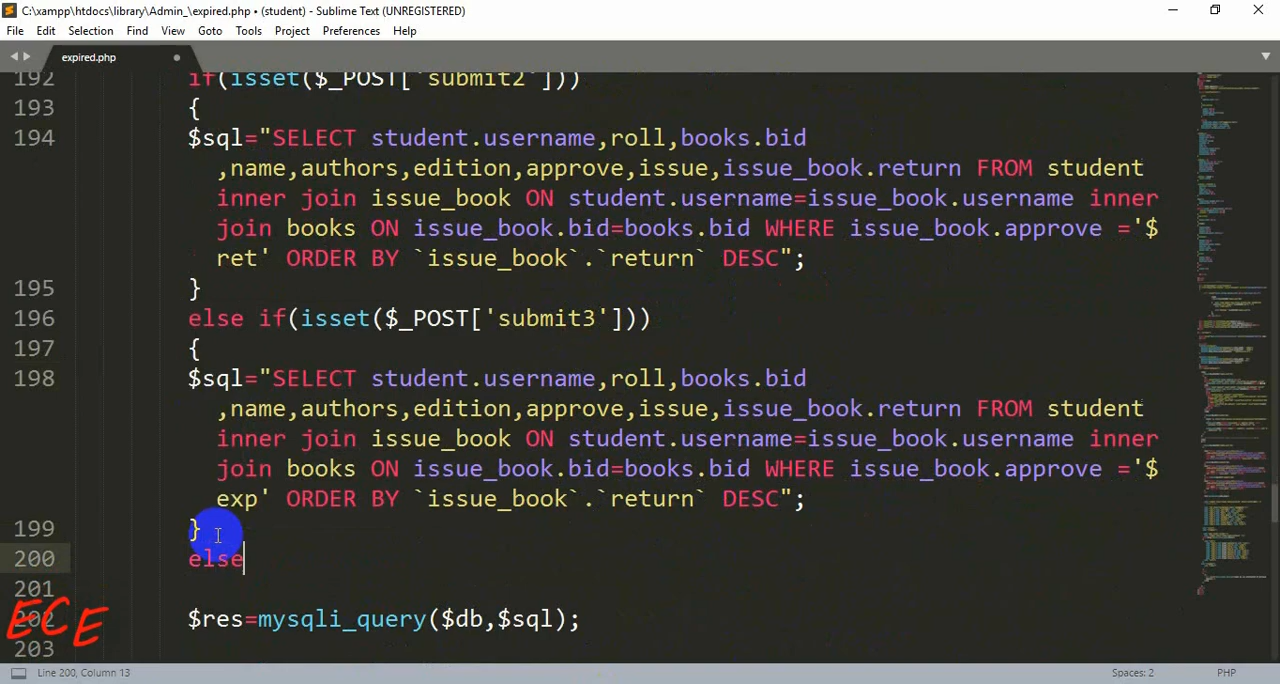 C:\xampp\htdocs\library\Admin_\expired.php • (student) - Sublime Text (UNREGISTERED)
File Edit Selection Find View Goto Tools Project Preferences Help
expired.php
192 if(isset($_POST['submit2']))
193 {
194 $sql="SELECT student.username,roll,books.bid
,name,authors,edition,approve,issue,issue_book.return FROM student
inner join issue_book ON student.username=issue_book.username inner
join books ON issue_book.bid=books.bid WHERE issue_book.approve ='$
ret' ORDER BY `issue_book`.`return` DESC";
195 }
196 else if(isset($_POST['submit3']))
197 {
198 $sql="SELECT student.username,roll,books.bid
,name,authors,edition,approve,issue,issue_book.return FROM student
inner join issue_book ON student.username=issue_book.username inner
join books ON issue_book.bid=books.bid WHERE issue_book.approve ='$
exp' ORDER BY `issue_book`.`return` DESC";
199 }
200 else
201
202 $res=mysqli_query($db,$sql);
203
ECE
Line 200, Column 13 Spaces: 2 PHP